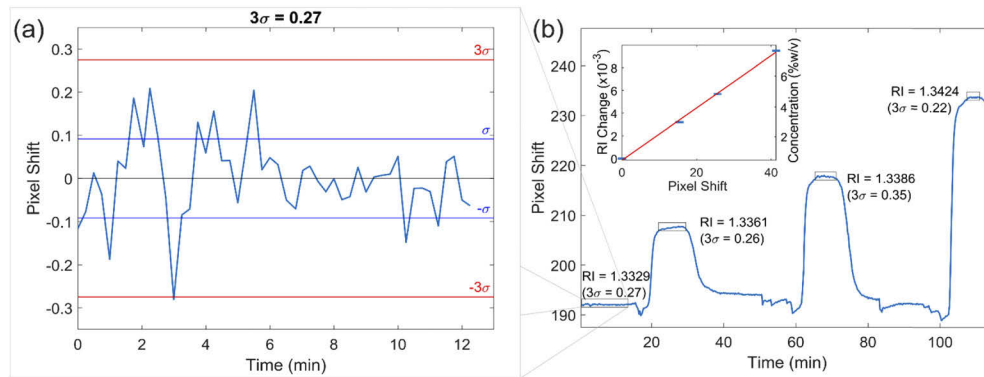 (a)
3σ = 0.27
0.3
0.2
0.1
0
-0.1
-0.2
-0.3
Pixel Shift
3σ
σ
-σ
-3σ
0
2
4
6
8
10
12
Time (min)
(b)
240
230
220
210
200
190
Pixel Shift
RI Change (x10⁻³)
8
6
4
2
0
Concentration (%w/v)
6
4
2
0
20
40
Pixel Shift
RI = 1.3329
(3σ = 0.27)
RI = 1.3361
(3σ = 0.26)
RI = 1.3386
(3σ = 0.35)
RI = 1.3424
(3σ = 0.22)
20
40
60
80
100
Time (min)